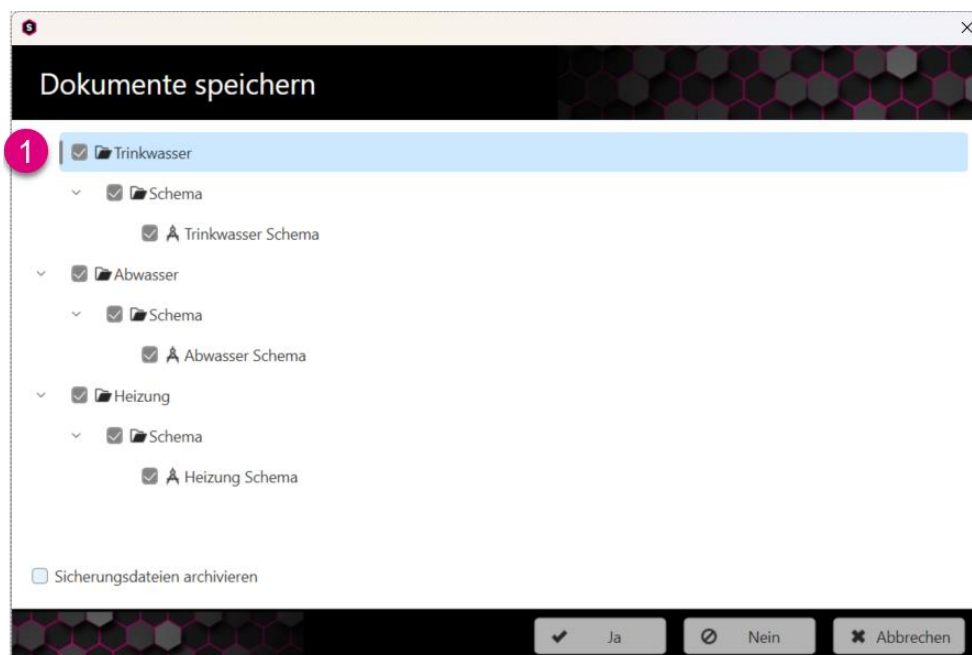 S
Dokumente speichern
1
Trinkwasser
Schema
Trinkwasser Schema
Abwasser
Schema
Abwasser Schema
Heizung
Schema
Heizung Schema
Sicherungsdateien archivieren
Ja Nein Abbrechen